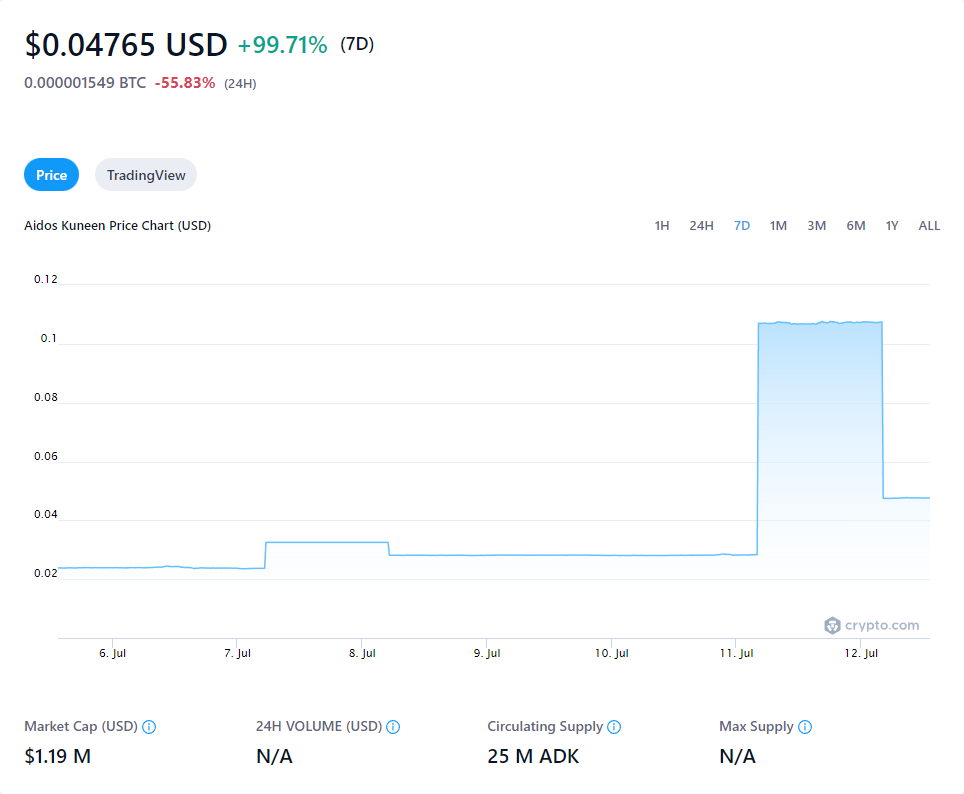 $0.04765 USD +99.71% (7D)
0.000001549 BTC -55.83% (24H)
Price TradingView
Aidos Kuneen Price Chart (USD) 1H 24H 7D 1M 3M 6M 1Y ALL
0.12
0.1
0.08
0.06
0.04
0.02
crypto.com
6. Jul 7. Jul 8. Jul 9. Jul 10. Jul 11. Jul 12. Jul
Market Cap (USD) 24H VOLUME (USD) Circulating Supply Max Supply
$1.19 M N/A 25 M ADK N/A